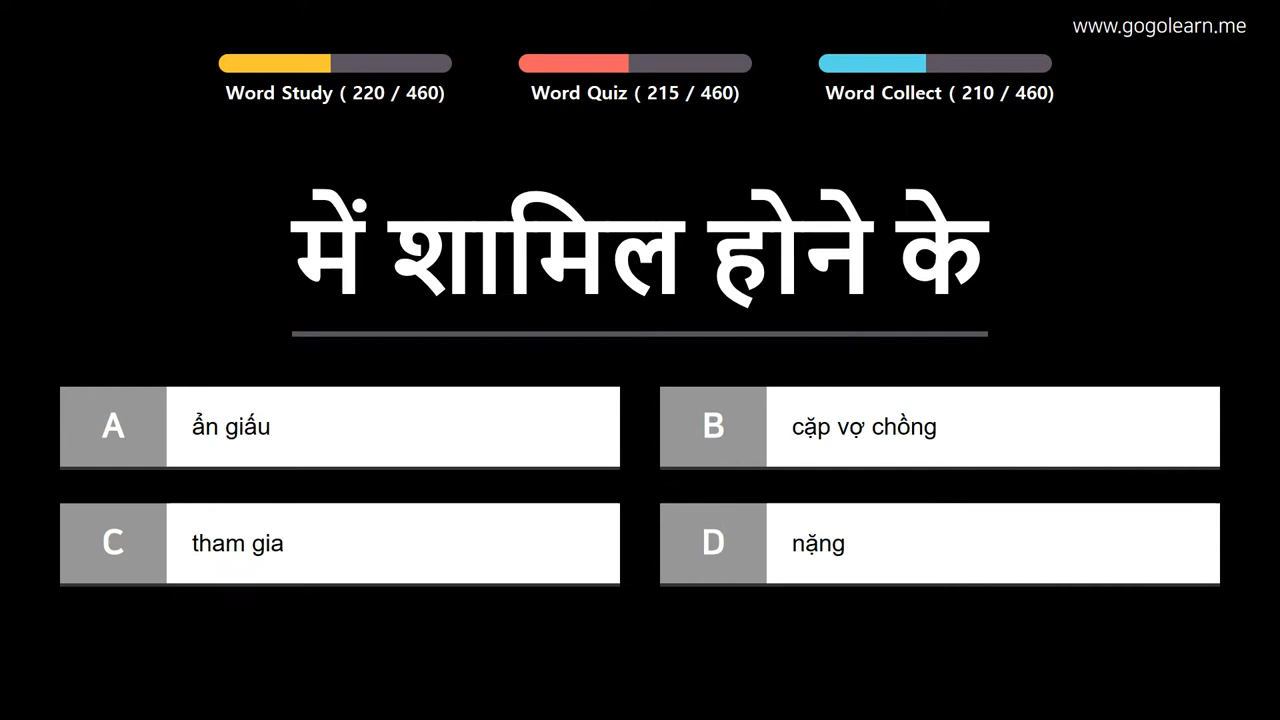 www.gogolearn.me
Word Study ( 220 / 460)
Word Quiz ( 215 / 460)
Word Collect ( 210 / 460)
में शामिल होने के
A ẩn giấu
B cặp vợ chồng
C tham gia
D nặng